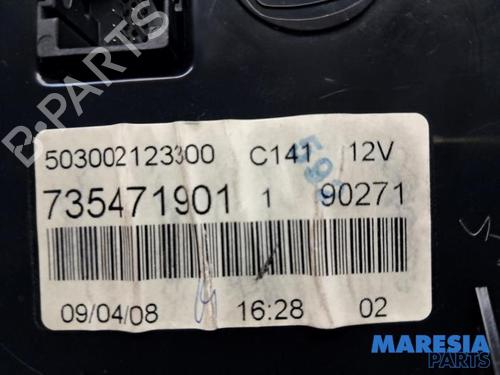 503002123300 C141 12V
735471901 1 90271
09/04/08 16:28 02
B-PARTS
MARESIA
PARTS